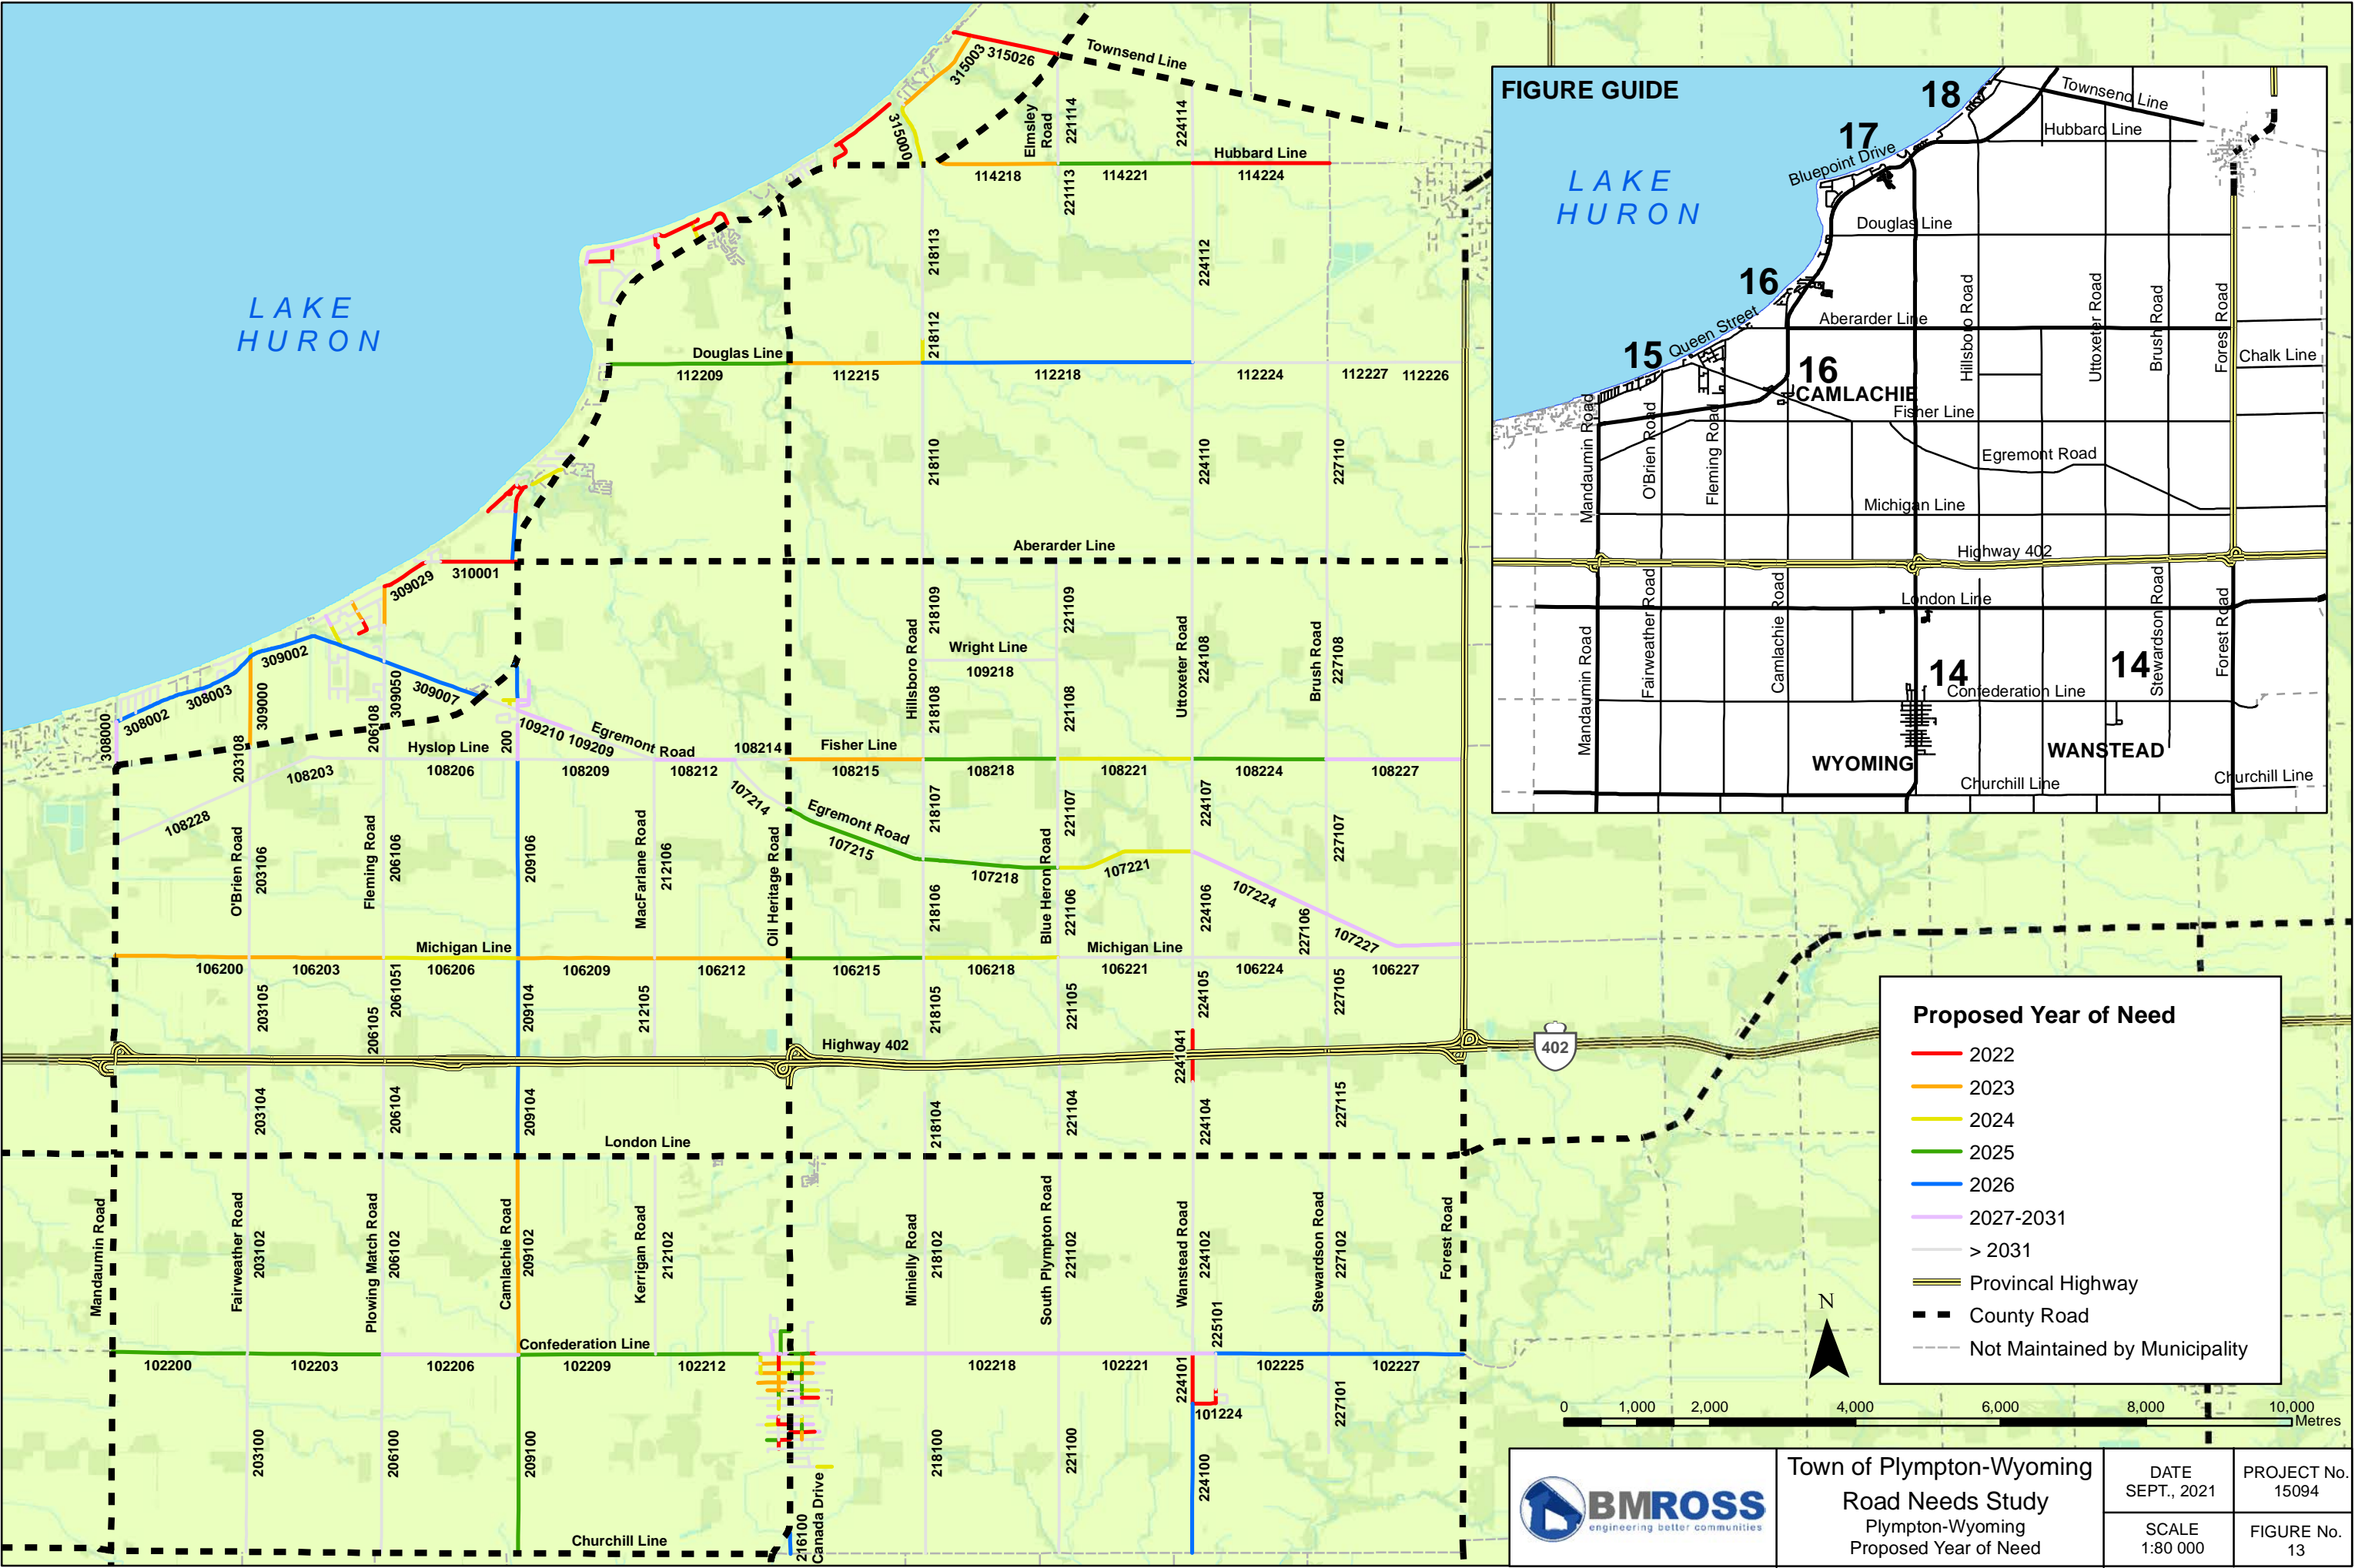 315003
315026
Townsend Line
315000
Elmsley
Road
221114
224114
Hubbard Line
114218
114221
114224
221113
218113
224112
LAKE
HURON
218112
Douglas Line
112209
112215
112218
112224
112227
112226
218110
224110
227110
Aberarder Line
309029
310001
218109
221109
Hillsboro Road
Wright Line
109218
Uttoxeter Road
224108
Brush Road
227108
309002
308003
308002
308000
309000
309050
309007
218108
221108
203108
206108
Hyslop Line
200
109210
109209
Egremont Road
108214
Fisher Line
108203
108206
108209
108212
108215
108218
108221
108224
108227
108228
107214
Egremont Road
107215
107218
107221
107224
107227
O'Brien Road
203106
Fleming Road
206106
209106
MacFarlane Road
212106
Oil Heritage Road
218107
221107
224107
227107
Blue Heron Road
218106
221106
224106
227106
Michigan Line
Michigan Line
106200
106203
106206
106209
106212
106215
106218
106221
106224
106227
203105
206105
2061051
209104
212105
218105
221105
224105
227105
Highway 402
402
2241041
203104
206104
209104
218104
221104
224104
227115
London Line
Mandaumin Road
Fairweather Road
203102
Plowing Match Road
206102
Camlachie Road
209102
Kerrigan Road
212102
Minielly Road
218102
South Plympton Road
221102
Wanstead Road
224102
225101
Stewardson Road
227102
Forest Road
Confederation Line
102200
102203
102206
102209
102212
102218
102221
102225
102227
224101
101224
227101
203100
206100
209100
218100
221100
224100
216100
Canada Drive
Churchill Line
FIGURE GUIDE
18
Townsend Line
17
Hubbard Line
Bluepoint Drive
LAKE
HURON
Douglas Line
16
Queen Street
Aberarder Line
15
16
CAMLACHIE
Hillsboro Road
Uttoxeter Road
Brush Road
Forest Road
Chalk Line
Fisher Line
Mandaumin Road
O'Brien Road
Fleming Road
Egremont Road
Michigan Line
Highway 402
London Line
Mandaumin Road
Fairweather Road
Camlachie Road
Stewardson Road
Forest Road
14
14
Confederation Line
WYOMING
WANSTEAD
Churchill Line
Churchill Line
Proposed Year of Need
2022
2023
2024
2025
2026
2027-2031
> 2031
Provincal Highway
County Road
Not Maintained by Municipality
N
0 1,000 2,000 4,000 6,000 8,000 10,000
Metres
BMROSS
engineering better communities
Town of Plympton-Wyoming
Road Needs Study
Plympton-Wyoming
Proposed Year of Need
DATE
SEPT., 2021
PROJECT No.
15094
SCALE
1:80 000
FIGURE No.
13